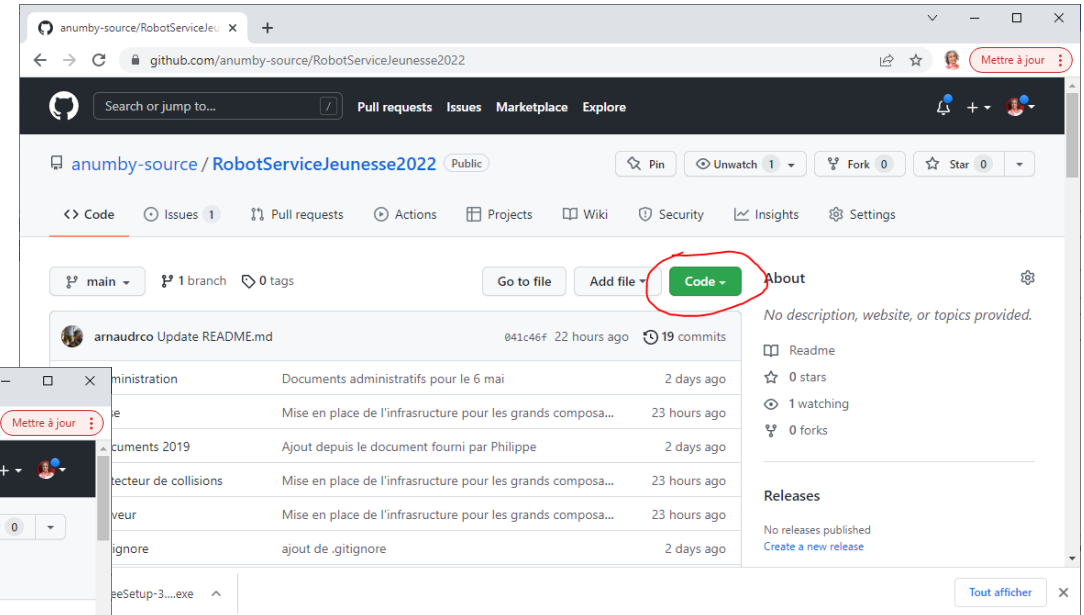 anumby-source/RobotServiceJeu
github.com/anumby-source/RobotServiceJeunesse2022
Mettre à jour
Search or jump to... /
Pull requests Issues Marketplace Explore
anumby-source / RobotServiceJeunesse2022 Public
Pin Unwatch 1 Fork 0 Star 0
Code Issues 1 Pull requests Actions Projects Wiki Security Insights Settings
main 1 branch 0 tags Go to file Add file Code
About
No description, website, or topics provided.
arnaudrco Update README.md 041c46f 22 hours ago 19 commits
Readme
ministration Documents administratifs pour le 6 mai 2 days ago
0 stars
Mise en place de l'infrasructure pour les grands composa... 23 hours ago
1 watching
cuments 2019 Ajout depuis le document fourni par Philippe 2 days ago
0 forks
tecteur de collisions Mise en place de l'infrasructure pour les grands composa... 23 hours ago
veur Mise en place de l'infrasructure pour les grands composa... 23 hours ago
ignore ajout de .gitignore 2 days ago
Releases
No releases published
Create a new release
Mettre à jour
0
eeSetup-3....exe
Tout afficher